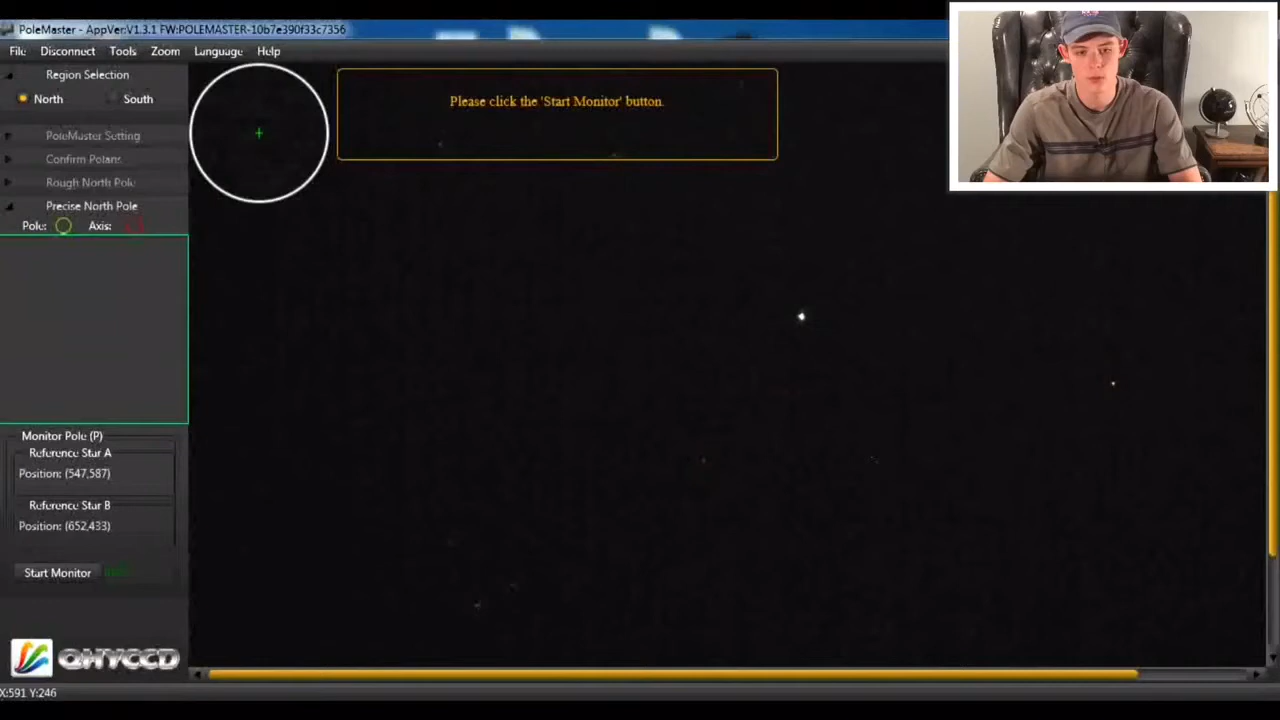 PoleMaster - AppVer:V1.3.1 FW:POLEMASTER-10b7e390f33c7356
File Disconnect Tools Zoom Language Help
Region Selection
North South
Please click the 'Start Monitor' button.
PoleMaster Setting
Confirm Polaris
Rough North Pole
Precise North Pole
Pole: Axis:
Monitor Pole (P)
Reference Star A
Position: (547,587)
Reference Star B
Position: (652,433)
Start Monitor
QHYCCD
X:591 Y:246